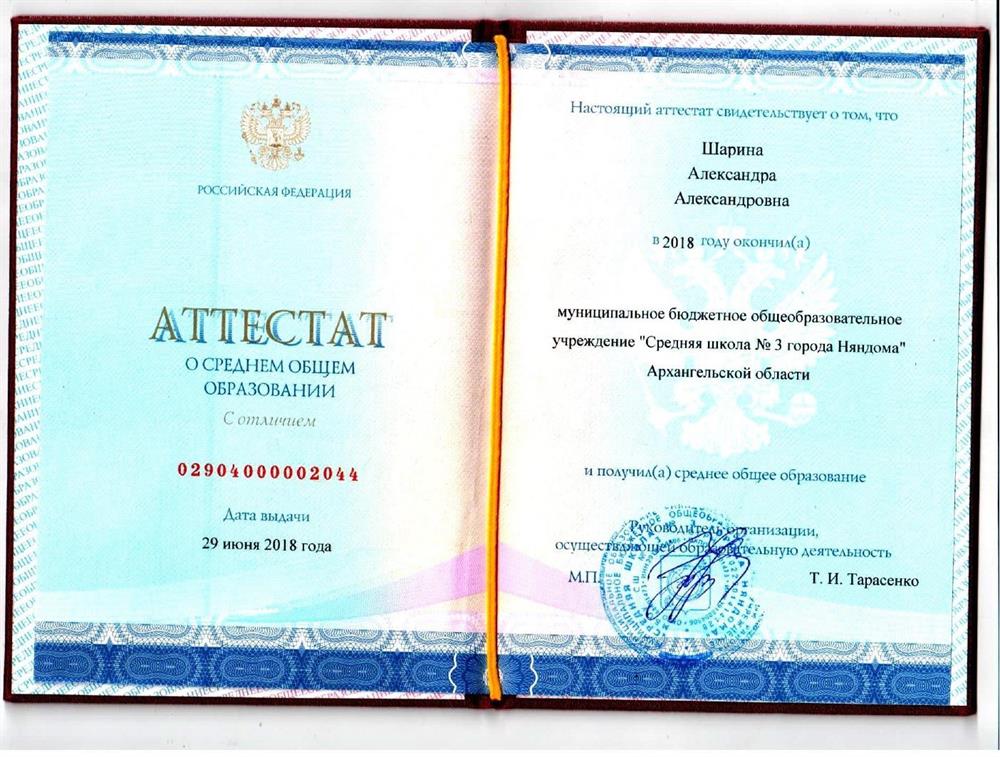 РОССИЙСКАЯ ФЕДЕРАЦИЯ
АТТЕСТАТ
О СРЕДНЕМ ОБЩЕМ
ОБРАЗОВАНИИ
С отличием
02904000002044
Дата выдачи
29 июня 2018 года
Настоящий аттестат свидетельствует о том, что
Шарина
Александра
Александровна
в 2018 году окончил(а)
муниципальное бюджетное общеобразовательное
учреждение "Средняя школа № 3 города Няндома"
Архангельской области
и получил(а) среднее общее образование
Руководитель организации,
осуществляющей образовательную деятельность
М.П.
Т. И. Тарасенко